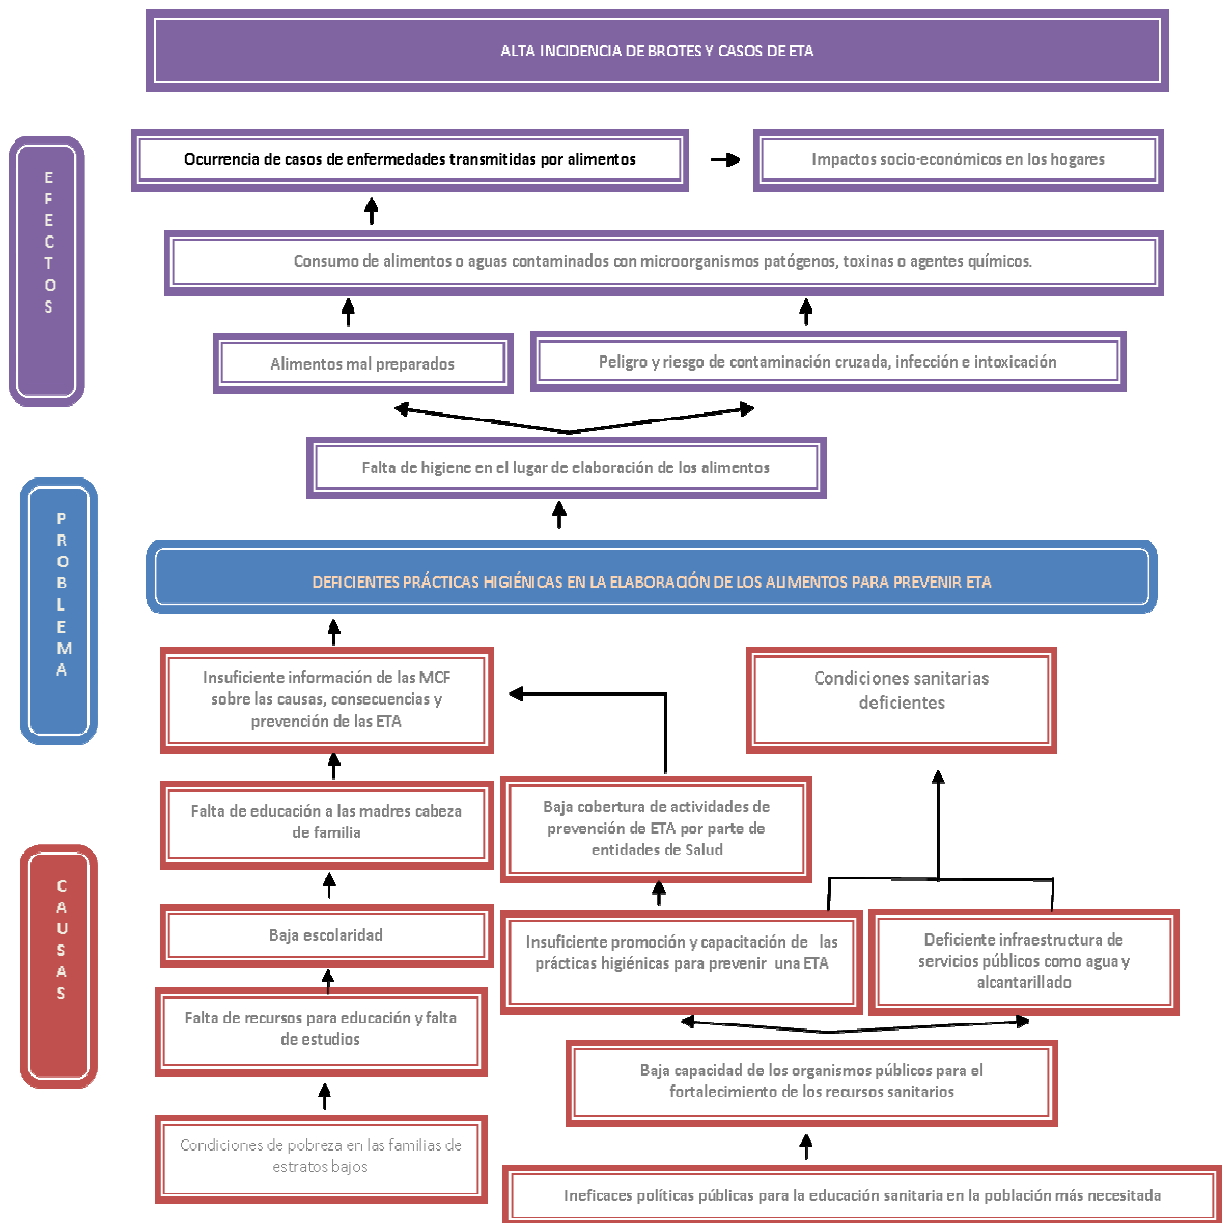 ALTA INCIDENCIA DE BROTES Y CASOS DE ETA
EFECTOS
Ocurrencia de casos de enfermedades transmitidas por alimentos
Impactos socio-económicos en los hogares
Consumo de alimentos o aguas contaminados con microorganismos patógenos, toxinas o agentes químicos.
Alimentos mal preparados
Peligro y riesgo de contaminación cruzada, infección e intoxicación
Falta de higiene en el lugar de elaboración de los alimentos
PROBLEMA
DEFICIENTES PRÁCTICAS HIGIÉNICAS EN LA ELABORACIÓN DE LOS ALIMENTOS PARA PREVENIR ETA
Insuficiente información de las MCF
sobre las causas, consecuencias y
prevención de las ETA
Condiciones sanitarias
deficientes
CAUSAS
Falta de educación a las madres cabeza
de familia
Baja cobertura de actividades de
prevención de ETA por parte de
entidades de Salud
Baja escolaridad
Insuficiente promoción y capacitación de las
prácticas higiénicas para prevenir una ETA
Deficiente infraestructura de
servicios públicos como agua y
alcantarillado
Falta de recursos para educación y falta
de estudios
Baja capacidad de los organismos públicos para el
fortalecimiento de los recursos sanitarios
Condiciones de pobreza en las familias de
estratos bajos
Ineficaces políticas públicas para la educación sanitaria en la población más necesitada